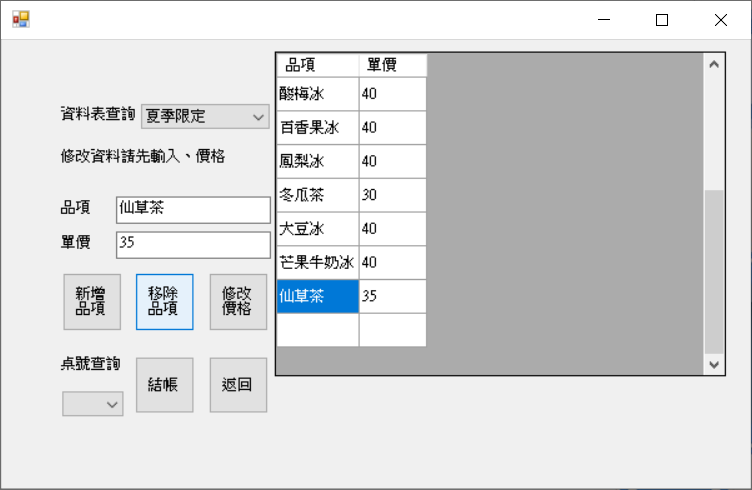 資料表查詢 夏季限定
修改資料請先輸入、價格
品項 仙草茶
單價 35
新增
品項
移除
品項
修改
價格
桌號查詢
結帳
返回
品項 單價
酸梅冰 40
百香果冰 40
鳳梨冰 40
冬瓜茶 30
大豆冰 40
芒果牛奶冰 40
仙草茶 35